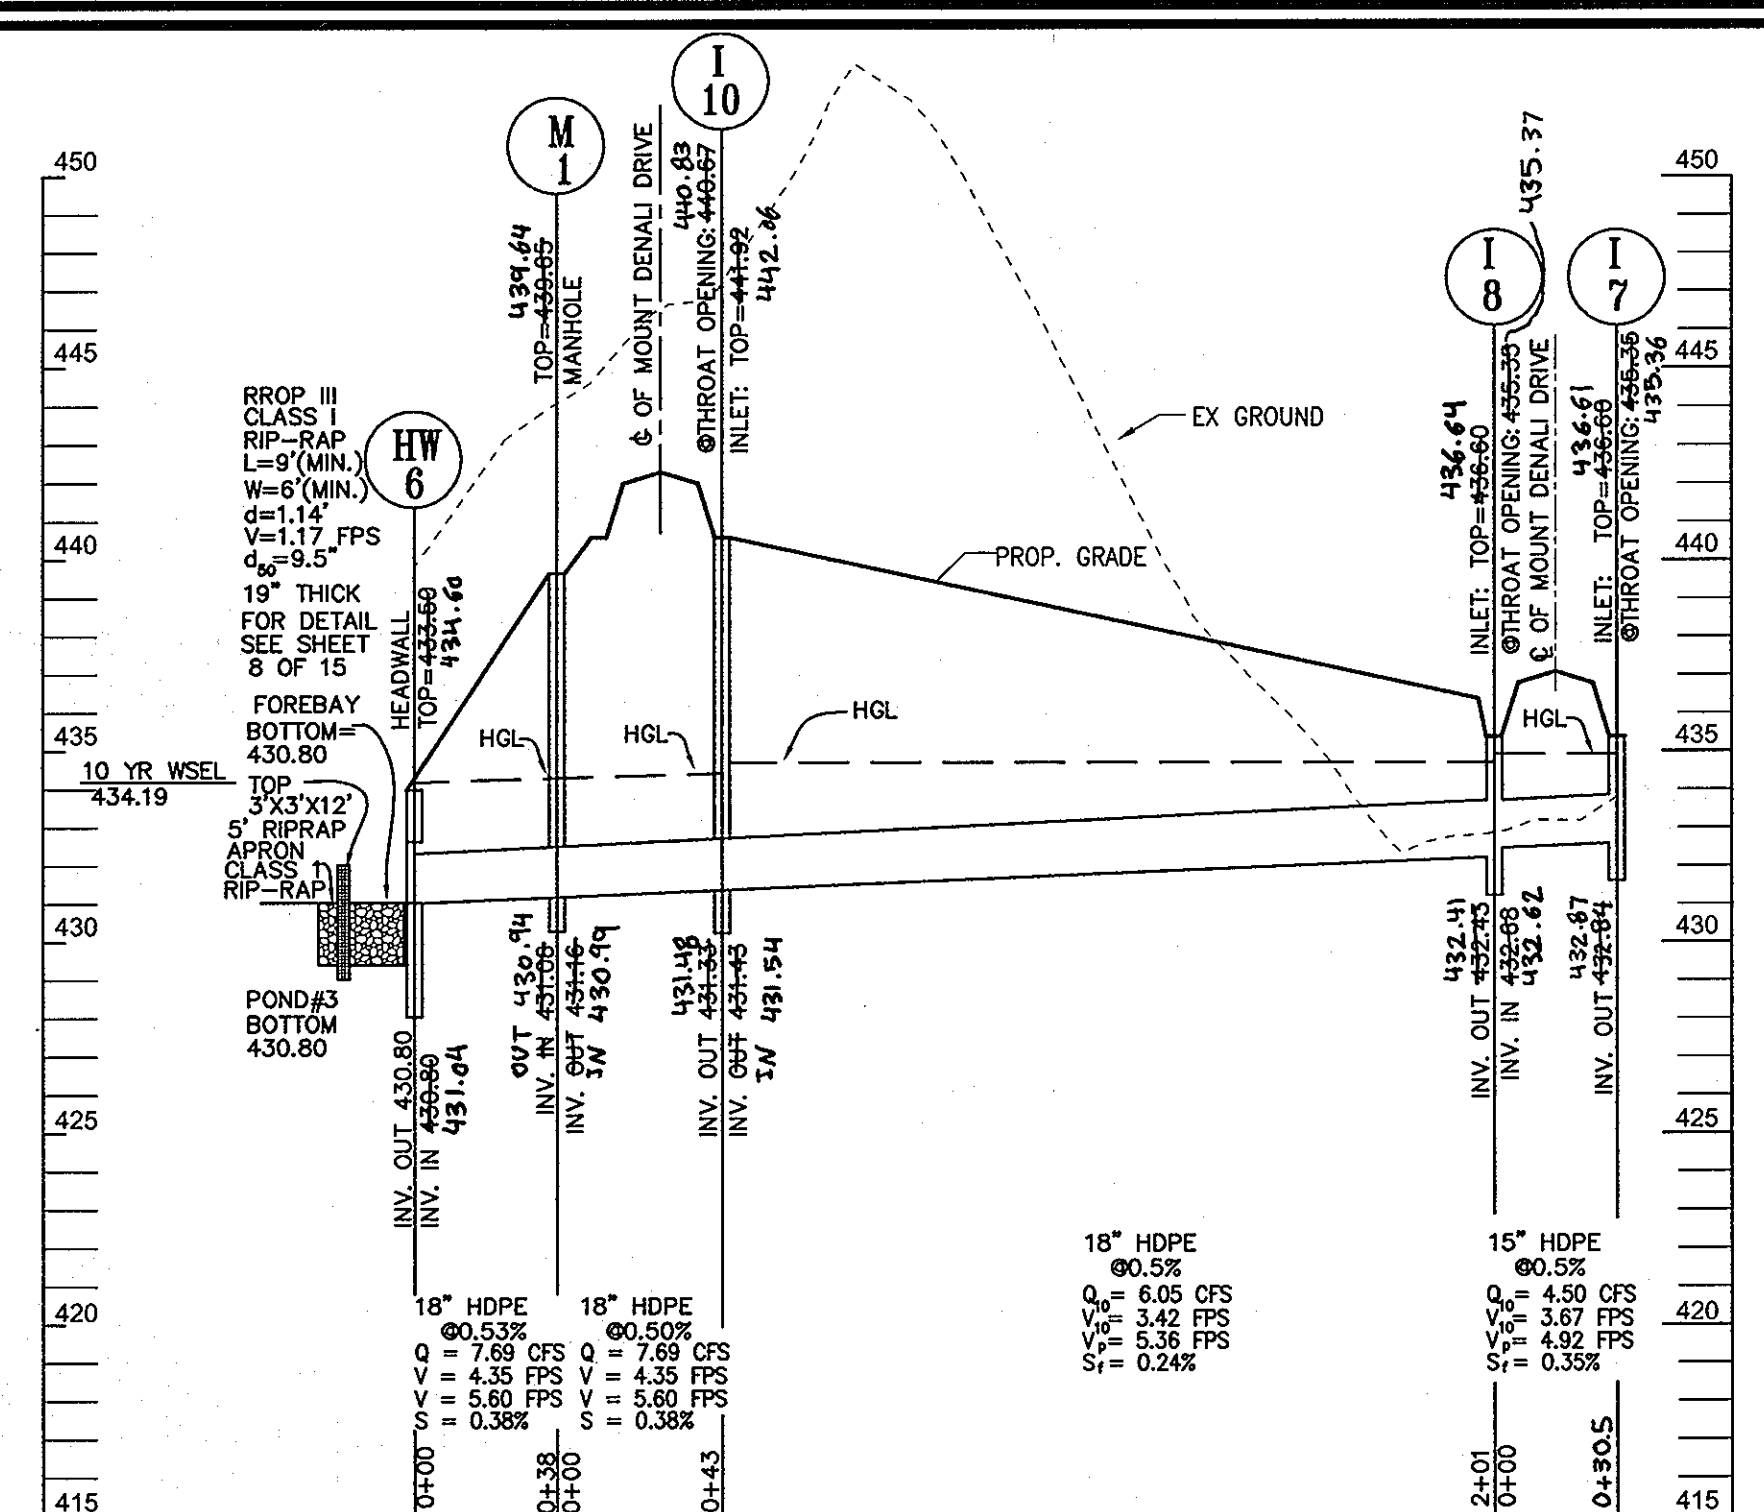 I
10
M
1
HW
6
I
8
I
7
450
445
440
435
430
425
420
415
450
445
440
435
430
425
420
415
RROP III
CLASS I
RIP-RAP
L=9'(MIN.)
W=6'(MIN.)
d=1.14'
V=1.17 FPS
d50=9.5"
19" THICK
FOR DETAIL
SEE SHEET
8 OF 15
FOREBAY
BOTTOM=
430.80
10 YR WSEL
434.19
TOP
3'X3'X12'
5' RIPRAP
APRON
CLASS 1
RIP-RAP
POND#3
BOTTOM
430.80
HEADWALL
TOP=433.50
434.60
439.64
TOP=439.65
MANHOLE
℄ OF MOUNT DENALI DRIVE
440.83
@THROAT OPENING: 440.67
INLET: TOP=441.92
442.06
EX GROUND
PROP. GRADE
HGL
HGL
HGL
HGL
436.64
INLET: TOP=436.60
@THROAT OPENING: 435.35
435.37
℄ OF MOUNT DENALI DRIVE
436.61
INLET: TOP=436.60
@THROAT OPENING: 435.35
435.36
INV. OUT 430.80
INV. IN 430.80
431.04
OUT 430.94
INV. IN 431.08
INV. OUT 431.16
IN 430.99
431.48
INV. OUT 431.33
INV. OUT 431.43
IN 431.54
432.41
INV. OUT 432.43
INV. IN 432.68
432.62
432.87
INV. OUT 432.84
18" HDPE
@0.53%
Q = 7.69 CFS
V = 4.35 FPS
V = 5.60 FPS
S = 0.38%
18" HDPE
@0.50%
Q = 7.69 CFS
V = 4.35 FPS
V = 5.60 FPS
S = 0.38%
18" HDPE
@0.5%
Q10= 6.05 CFS
V10= 3.42 FPS
Vp= 5.36 FPS
Sf= 0.24%
15" HDPE
@0.5%
Q10= 4.50 CFS
V10= 3.67 FPS
Vp= 4.92 FPS
Sf= 0.35%
0+00
0+38
0+00
0+43
2+01
0+00
0+30.5